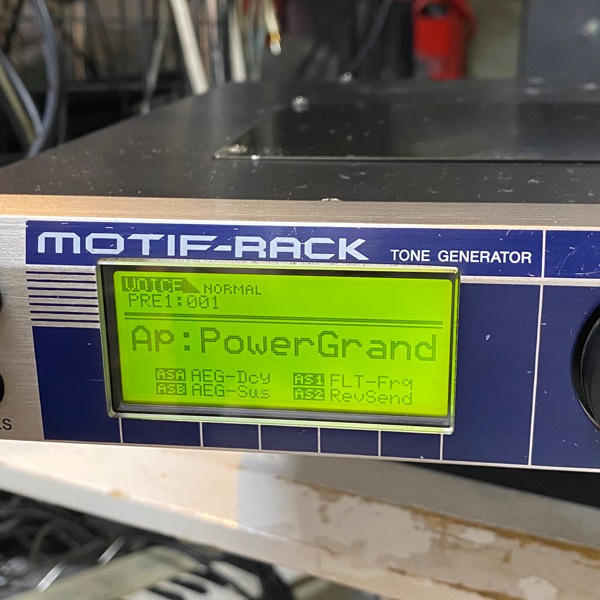 MOTIF-RACK TONE GENERATOR
VOICE NORMAL
PRE1:001
Ap:PowerGrand
ASA AEG-Dcy AS1 FLT-Frq
ASB AEG-Sus AS2 RevSend
ES